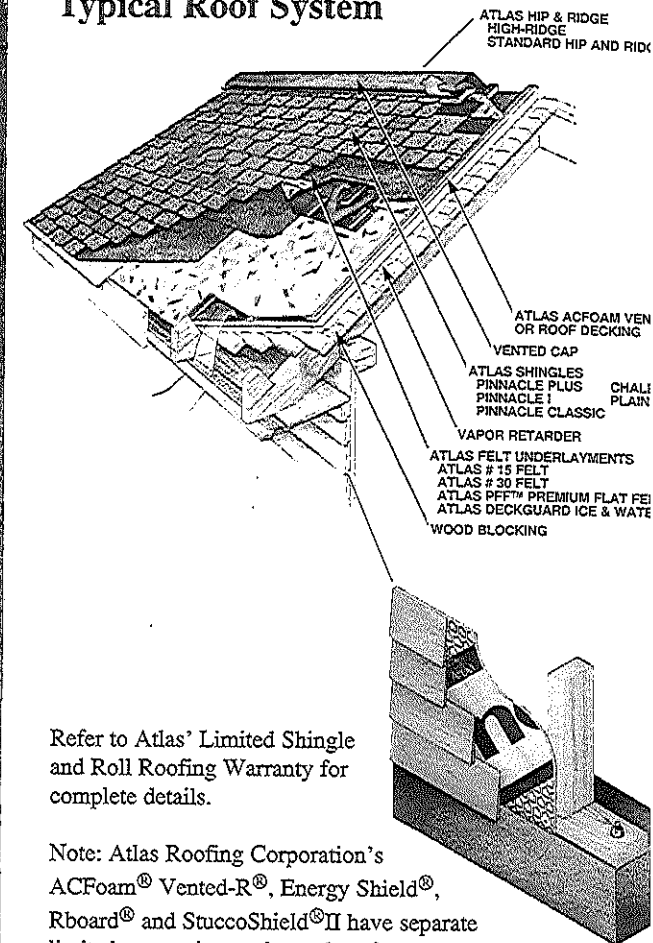 Typical Roof System
ATLAS HIP & RIDGE
HIGH-RIDGE
STANDARD HIP AND
ATLAS ACFOAM
OR ROOF DECKING
VENTED CAP
ATLAS SHINGLES
PINNACLE PLUS
PINNACLE I
PINNACLE CLASSIC
VAPOR RETARDER
ATLAS FELT UNDERLAYMENTS
ATLAS # 15 FELT
ATLAS # 30 FELT
ATLAS PFF™ PREMIUM FLAT
ATLAS DECKGUARD ICE &
WOOD BLOCKING
Refer to Atlas' Limited Shingle
and Roll Roofing Warranty for
complete details.
Note: Atlas Roofing Corporation's
ACFoam® Vented-R®, Energy Shield®,
Rboard® and StuccoShield®II have separate